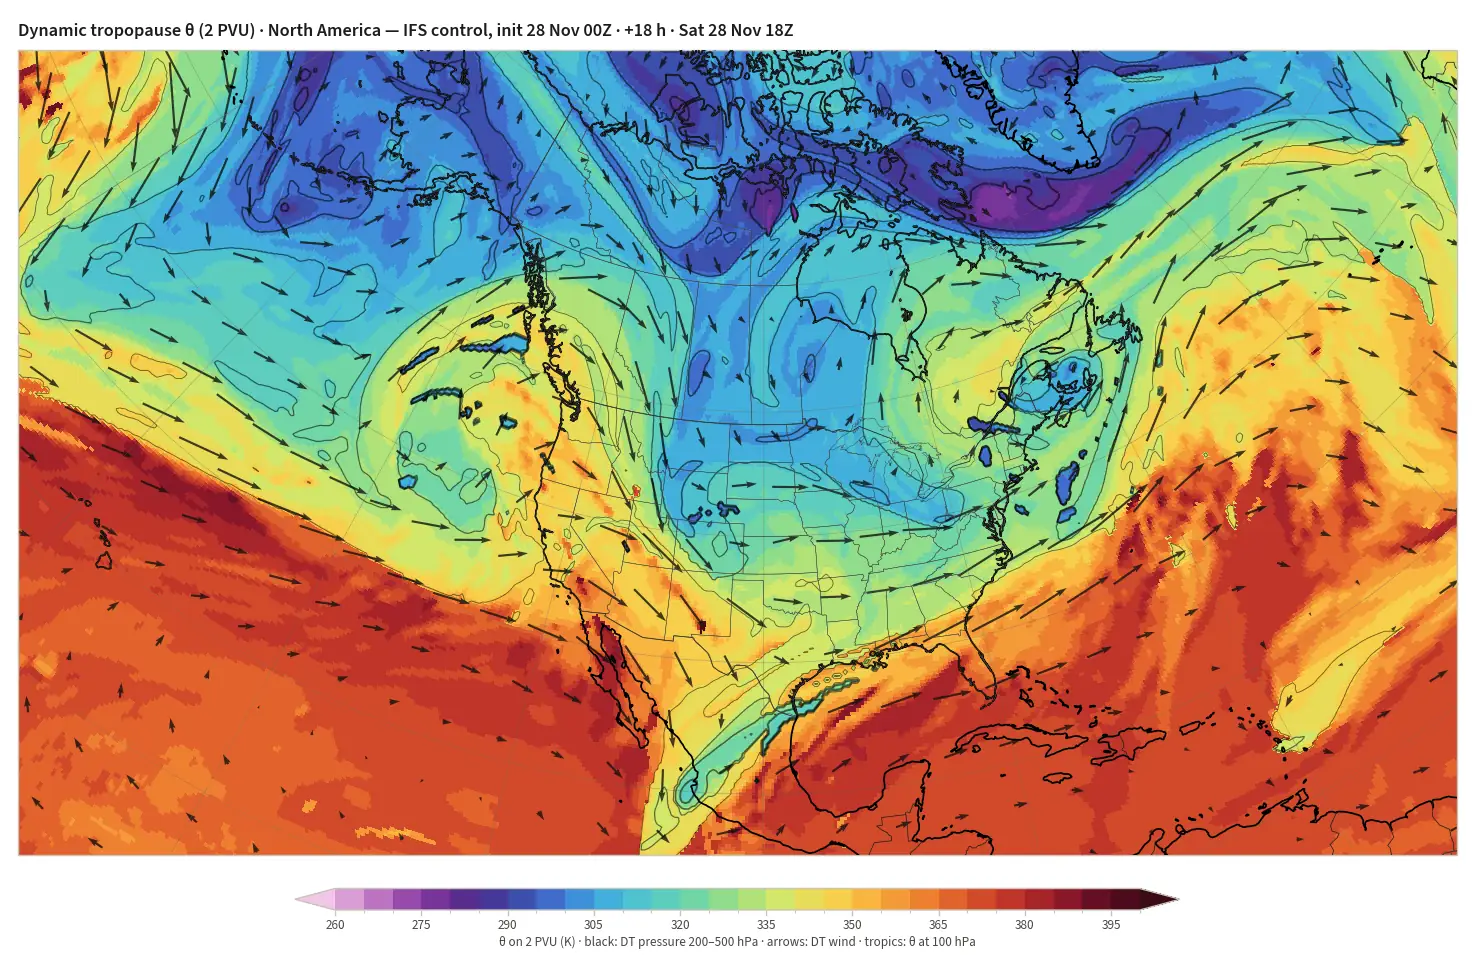 Dynamic tropopause θ (2 PVU) · North America — IFS control, init 28 Nov 00Z · +18 h · Sat 28 Nov 18Z
260 275 290 305 320 335 350 365 380 395
θ on 2 PVU (K) · black: DT pressure 200–500 hPa · arrows: DT wind · tropics: θ at 100 hPa